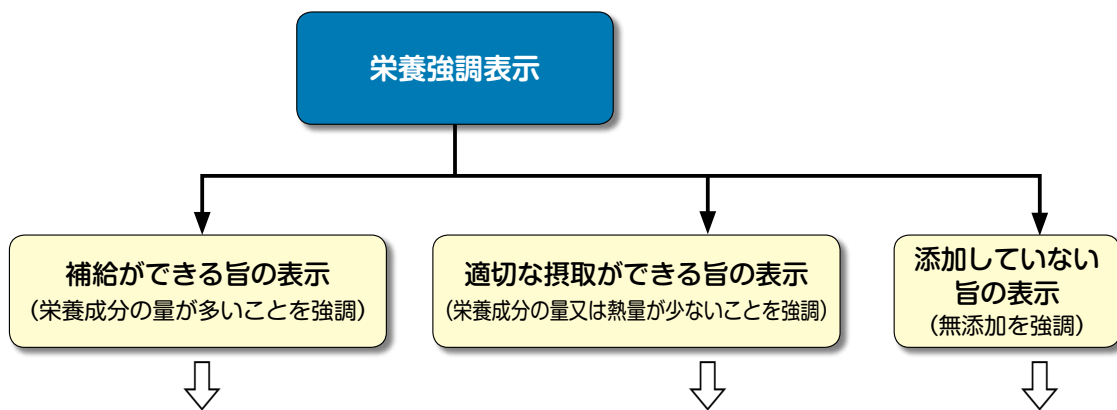 栄養強調表示
補給ができる旨の表示
（栄養成分の量が多いことを強調）
適切な摂取ができる旨の表示
（栄養成分の量又は熱量が少ないことを強調）
添加していない
旨の表示
（無添加を強調）